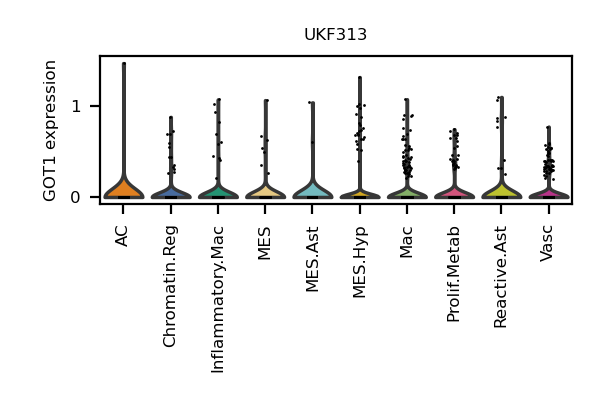 UKF313
GOT1 expression
1
0
AC
Chromatin.Reg
Inflammatory.Mac
MES
MES.Ast
MES.Hyp
Mac
Prolif.Metab
Reactive.Ast
Vasc